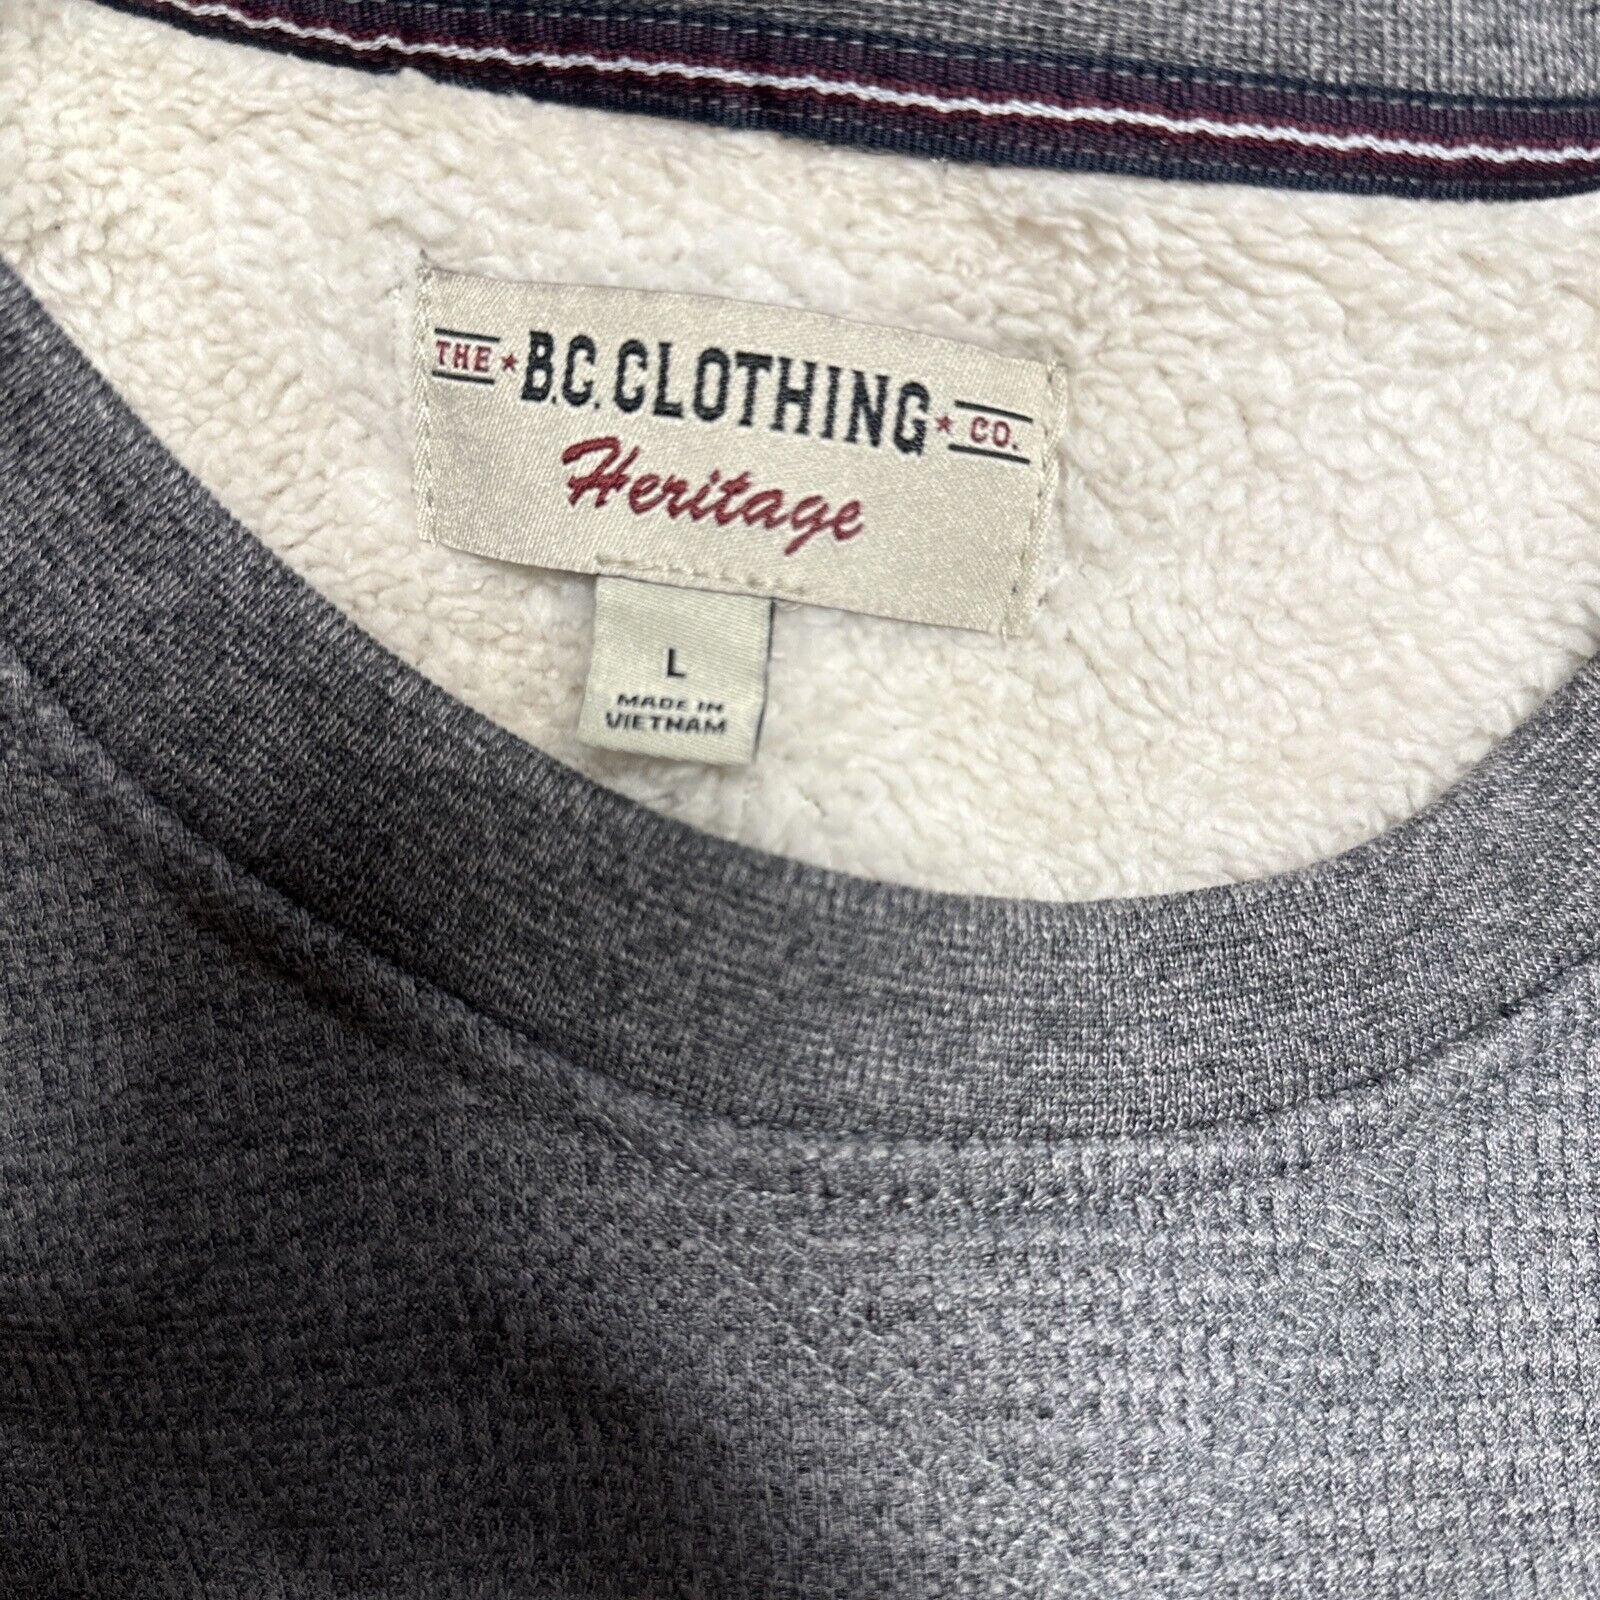 THE ★ B.C. CLOTHING ★ CO.
Heritage
L
MADE IN
VIETNAM